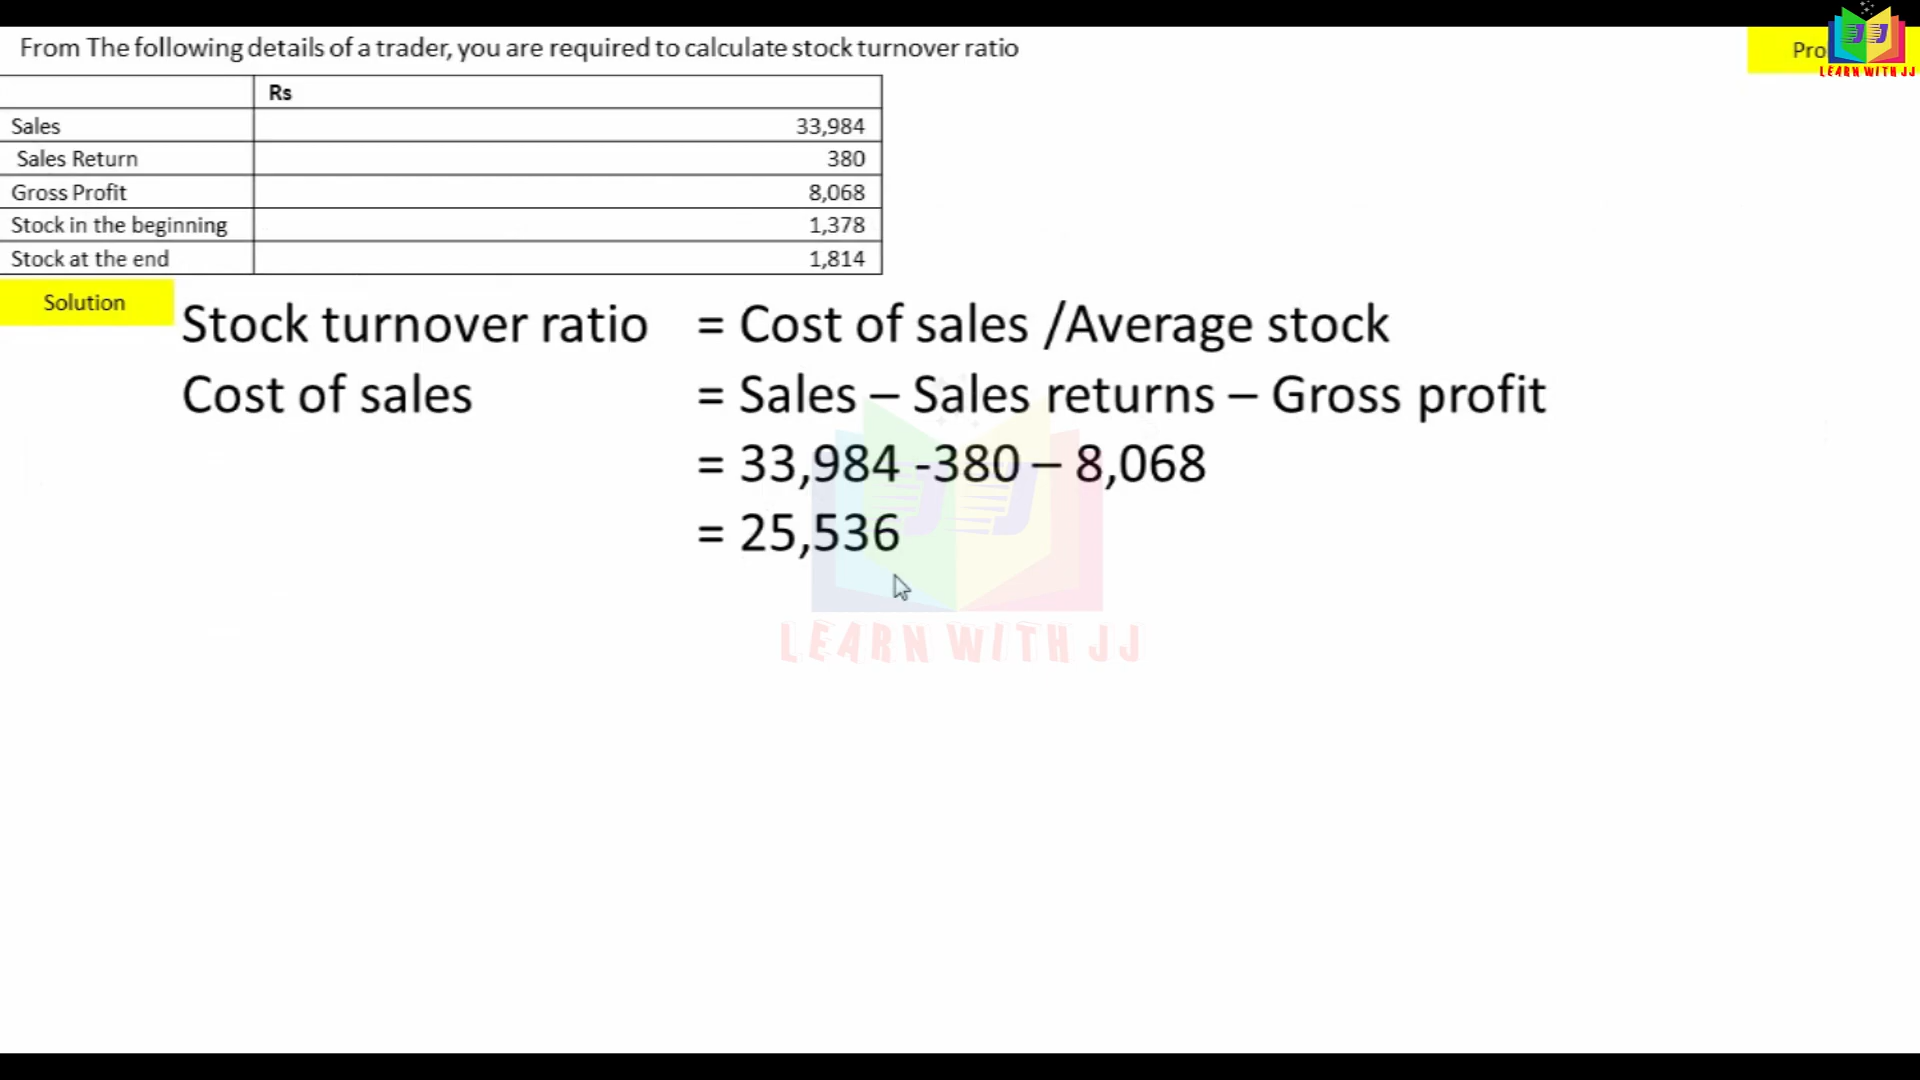 From The following details of a trader, you are required to calculate stock turnover ratio
Pro
LEARN WITH JJ
Rs
Sales 33,984
Sales Return 380
Gross Profit 8,068
Stock in the beginning 1,378
Stock at the end 1,814
Solution
Stock turnover ratio = Cost of sales /Average stock
Cost of sales = Sales – Sales returns – Gross profit
= 33,984 -380 – 8,068
= 25,536
JJ
LEARN WITH JJ